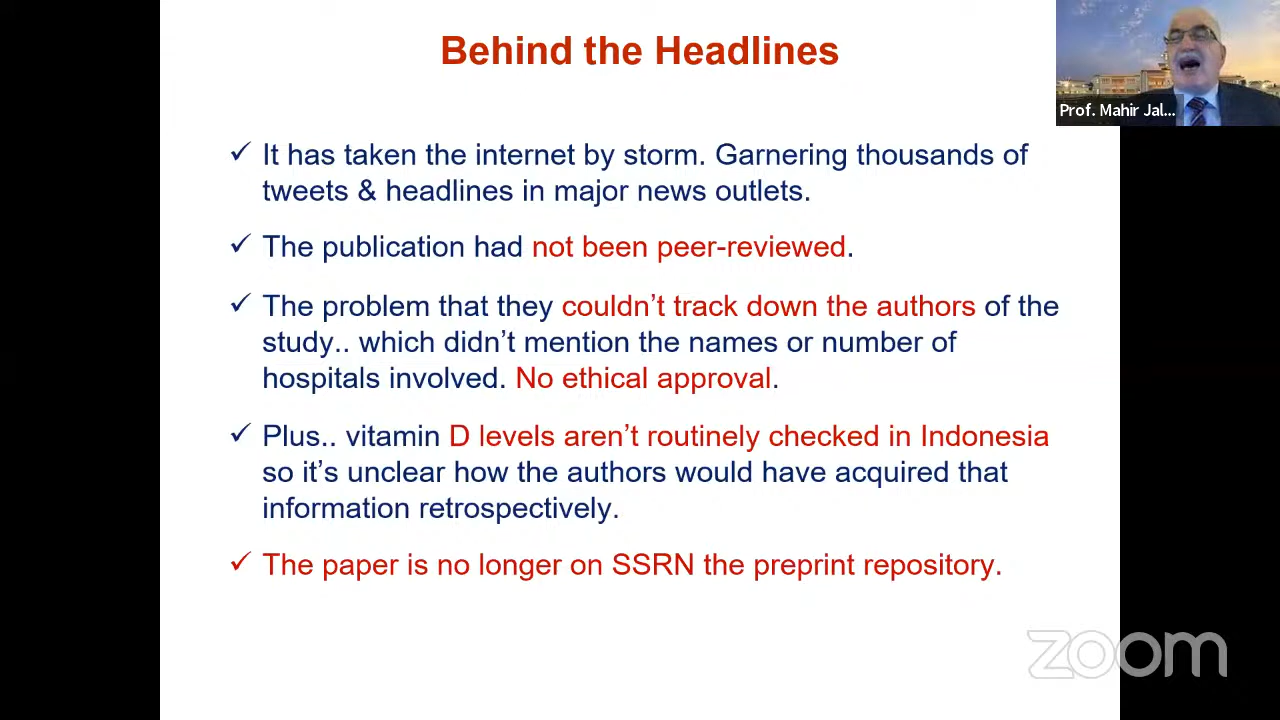 Behind the Headlines
Prof. Mahir Jal...
✓ It has taken the internet by storm. Garnering thousands of
tweets & headlines in major news outlets.
✓ The publication had not been peer-reviewed.
✓ The problem that they couldn’t track down the authors of the
study.. which didn’t mention the names or number of
hospitals involved. No ethical approval.
✓ Plus.. vitamin D levels aren’t routinely checked in Indonesia
so it’s unclear how the authors would have acquired that
information retrospectively.
✓ The paper is no longer on SSRN the preprint repository.
zoom